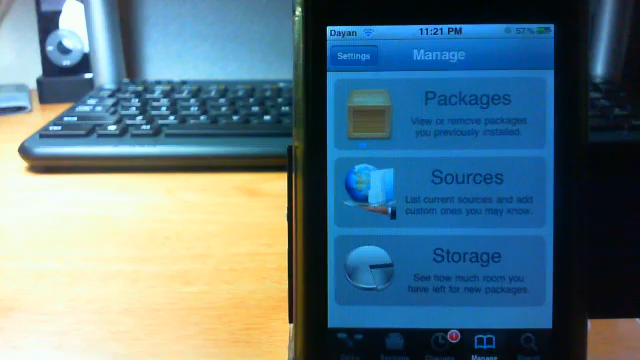 Dayan 11:21 PM 57%
Settings Manage
Packages
View or remove packages
you previously installed.
Sources
List current sources and add
custom ones you may know.
Storage
See how much room you
have left for new packages.
1
Manage